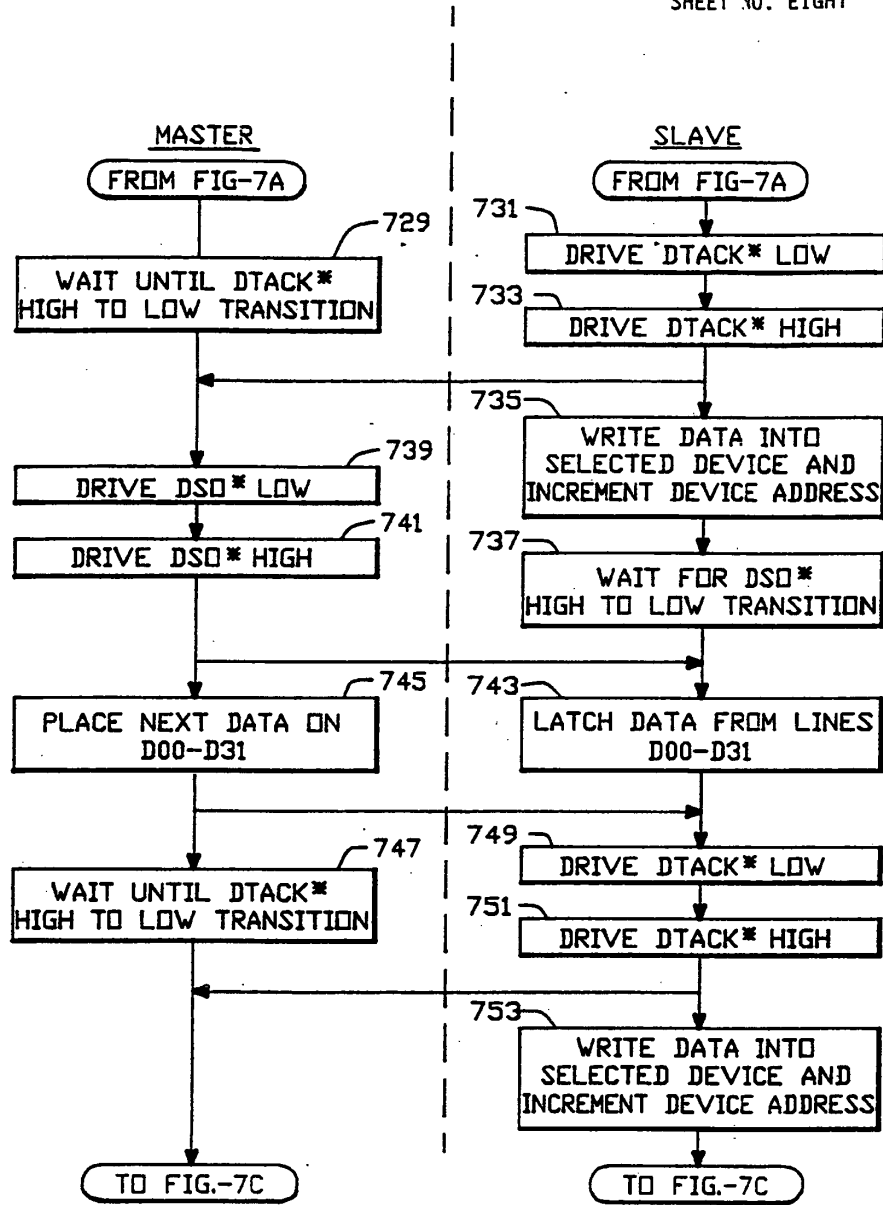 SHEET NO. EIGHT
MASTER
FROM FIG-7A
729
WAIT UNTIL DTACK*
HIGH TO LOW TRANSITION
739
DRIVE DS0* LOW
741
DRIVE DS0* HIGH
745
PLACE NEXT DATA ON
D00-D31
747
WAIT UNTIL DTACK*
HIGH TO LOW TRANSITION
TO FIG.-7C
SLAVE
FROM FIG-7A
731
DRIVE DTACK* LOW
733
DRIVE DTACK* HIGH
735
WRITE DATA INTO
SELECTED DEVICE AND
INCREMENT DEVICE ADDRESS
737
WAIT FOR DS0*
HIGH TO LOW TRANSITION
743
LATCH DATA FROM LINES
D00-D31
749
DRIVE DTACK* LOW
751
DRIVE DTACK* HIGH
753
WRITE DATA INTO
SELECTED DEVICE AND
INCREMENT DEVICE ADDRESS
TO FIG.-7C